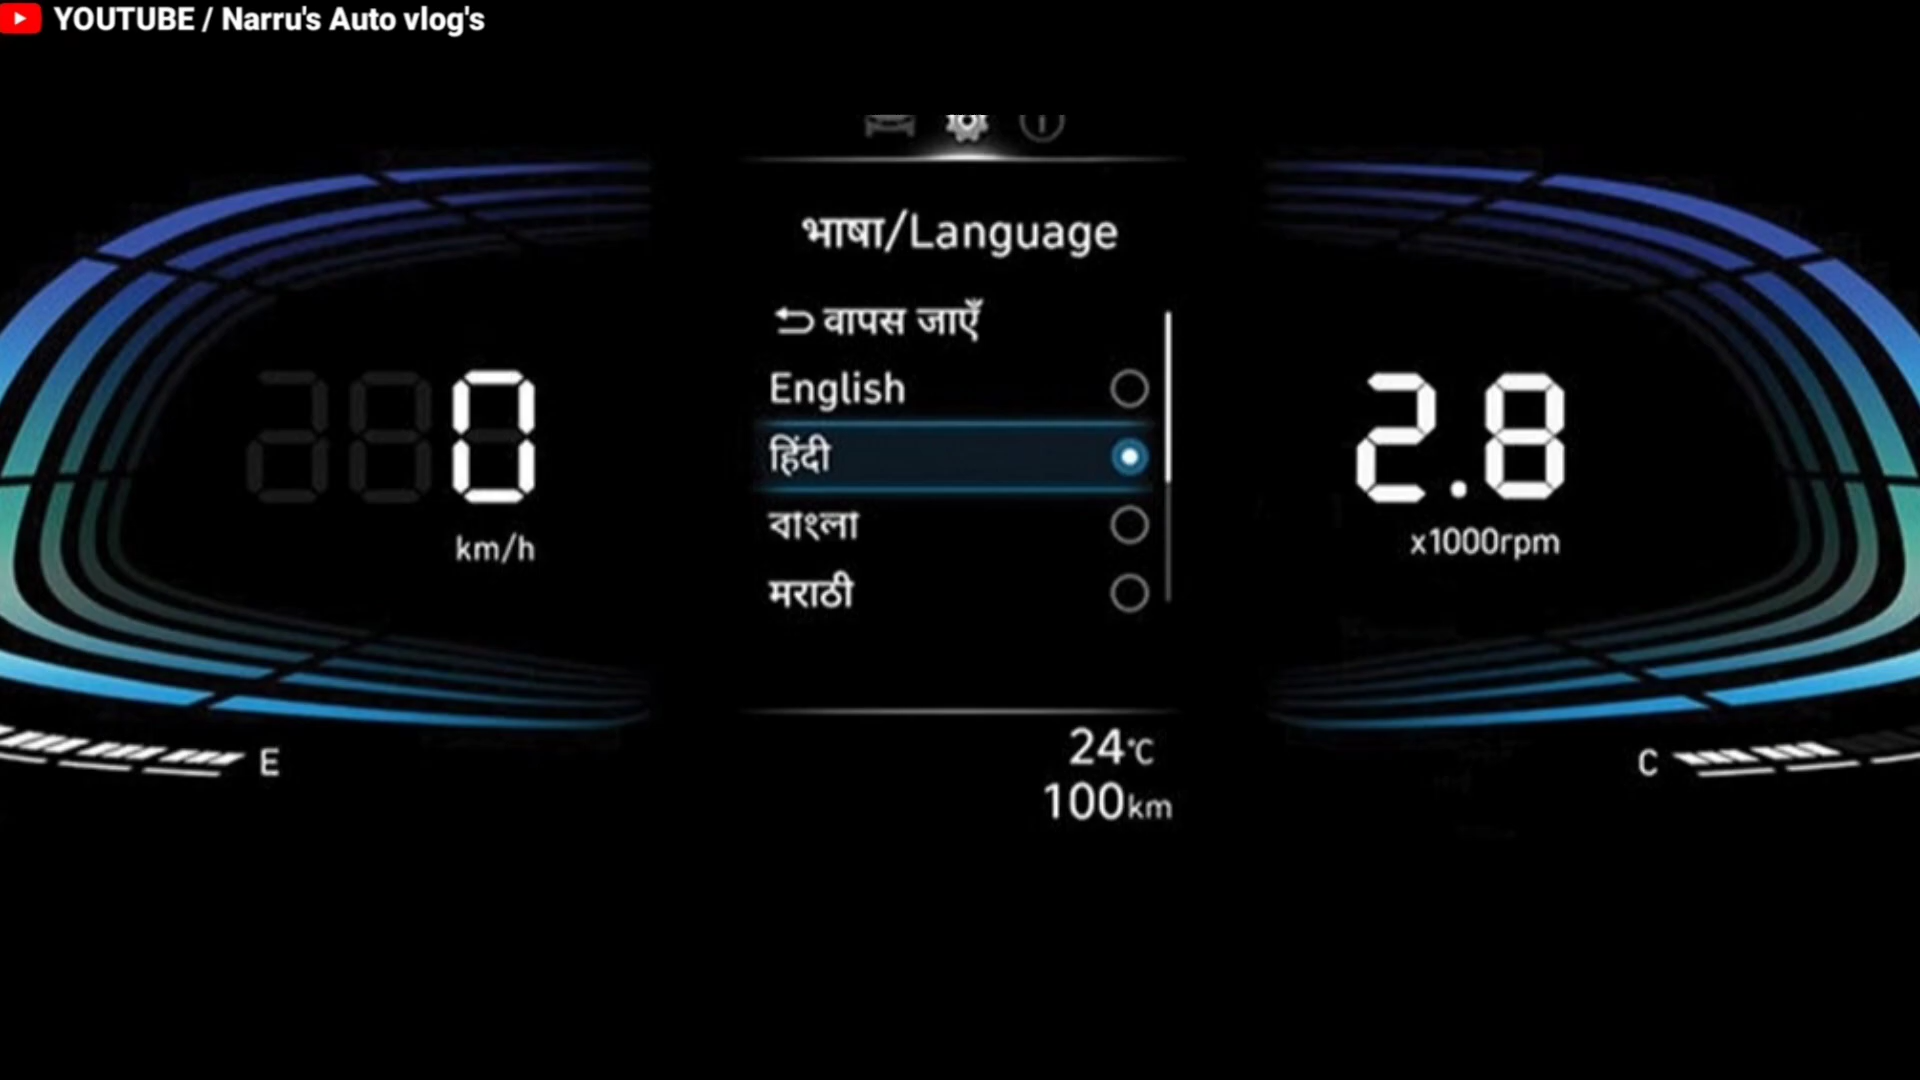 YOUTUBE / Narru's Auto vlog's
भाषा/Language
वापस जाएँ
English
हिंदी
বাংলা
मराठी
0
km/h
2.8
x1000rpm
E
C
24°C
100km